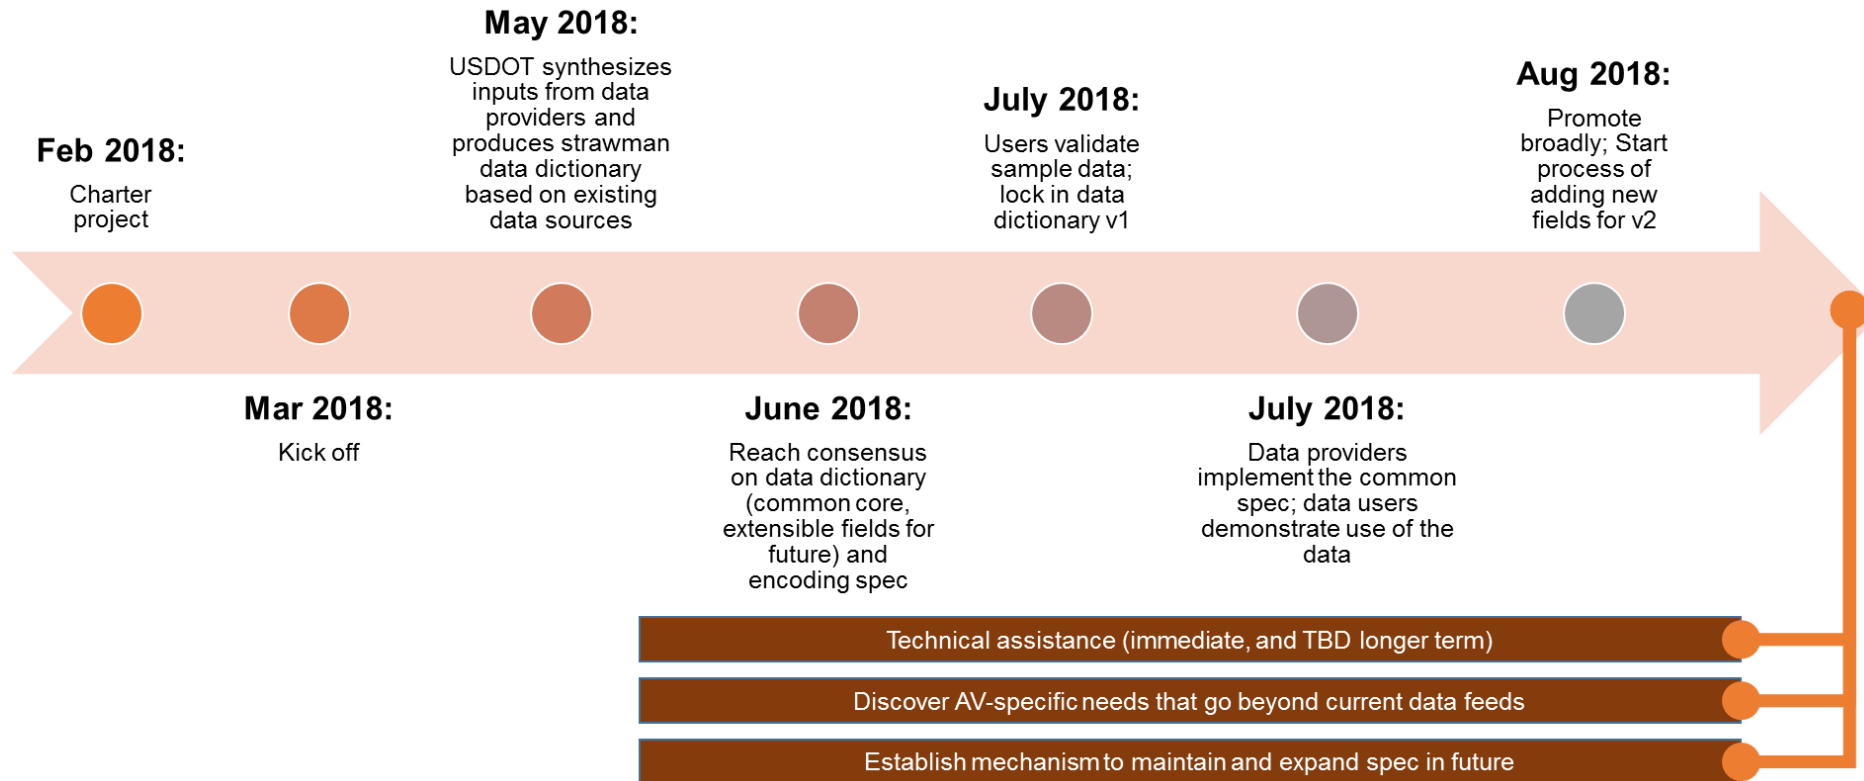 Feb 2018:
Charter
project
Mar 2018:
Kick off
May 2018:
USDOT synthesizes
inputs from data
providers and
produces strawman
data dictionary
based on existing
data sources
June 2018:
Reach consensus
on data dictionary
(common core,
extensible fields for
future) and
encoding spec
July 2018:
Users validate
sample data;
lock in data
dictionary v1
July 2018:
Data providers
implement the common
spec; data users
demonstrate use of the
data
Aug 2018:
Promote
broadly; Start
process of
adding new
fields for v2
Technical assistance (immediate, and TBD longer term)
Discover AV-specific needs that go beyond current data feeds
Establish mechanism to maintain and expand spec in future